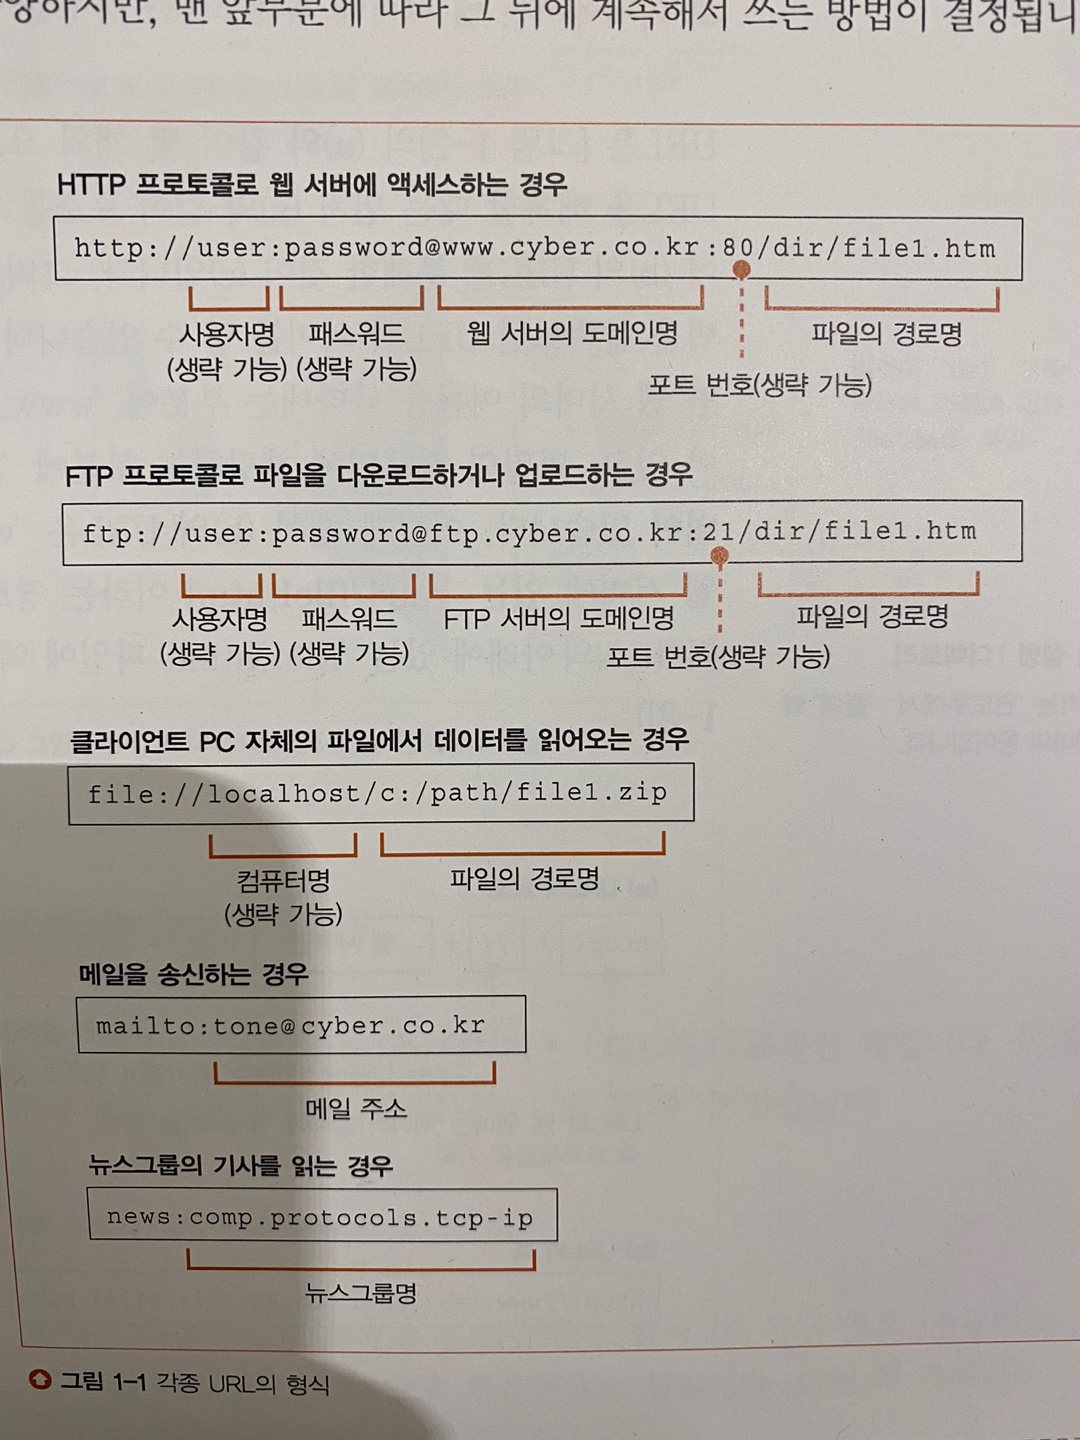 양하지만, 맨 앞부분에 따라 그 뒤에 계속해서 쓰는 방법이 결정됩니
HTTP 프로토콜로 웹 서버에 액세스하는 경우
http://user:password@www.cyber.co.kr:80/dir/file1.htm
사용자명 패스워드 웹 서버의 도메인명 파일의 경로명
(생략 가능) (생략 가능)
포트 번호(생략 가능)
FTP 프로토콜로 파일을 다운로드하거나 업로드하는 경우
ftp://user:password@ftp.cyber.co.kr:21/dir/file1.htm
사용자명 패스워드 FTP 서버의 도메인명 파일의 경로명
(생략 가능) (생략 가능) 포트 번호(생략 가능)
클라이언트 PC 자체의 파일에서 데이터를 읽어오는 경우
file://localhost/c:/path/file1.zip
컴퓨터명 파일의 경로명
(생략 가능)
메일을 송신하는 경우
mailto:tone@cyber.co.kr
메일 주소
뉴스그룹의 기사를 읽는 경우
news:comp.protocols.tcp-ip
뉴스그룹명
그림 1-1 각종 URL의 형식